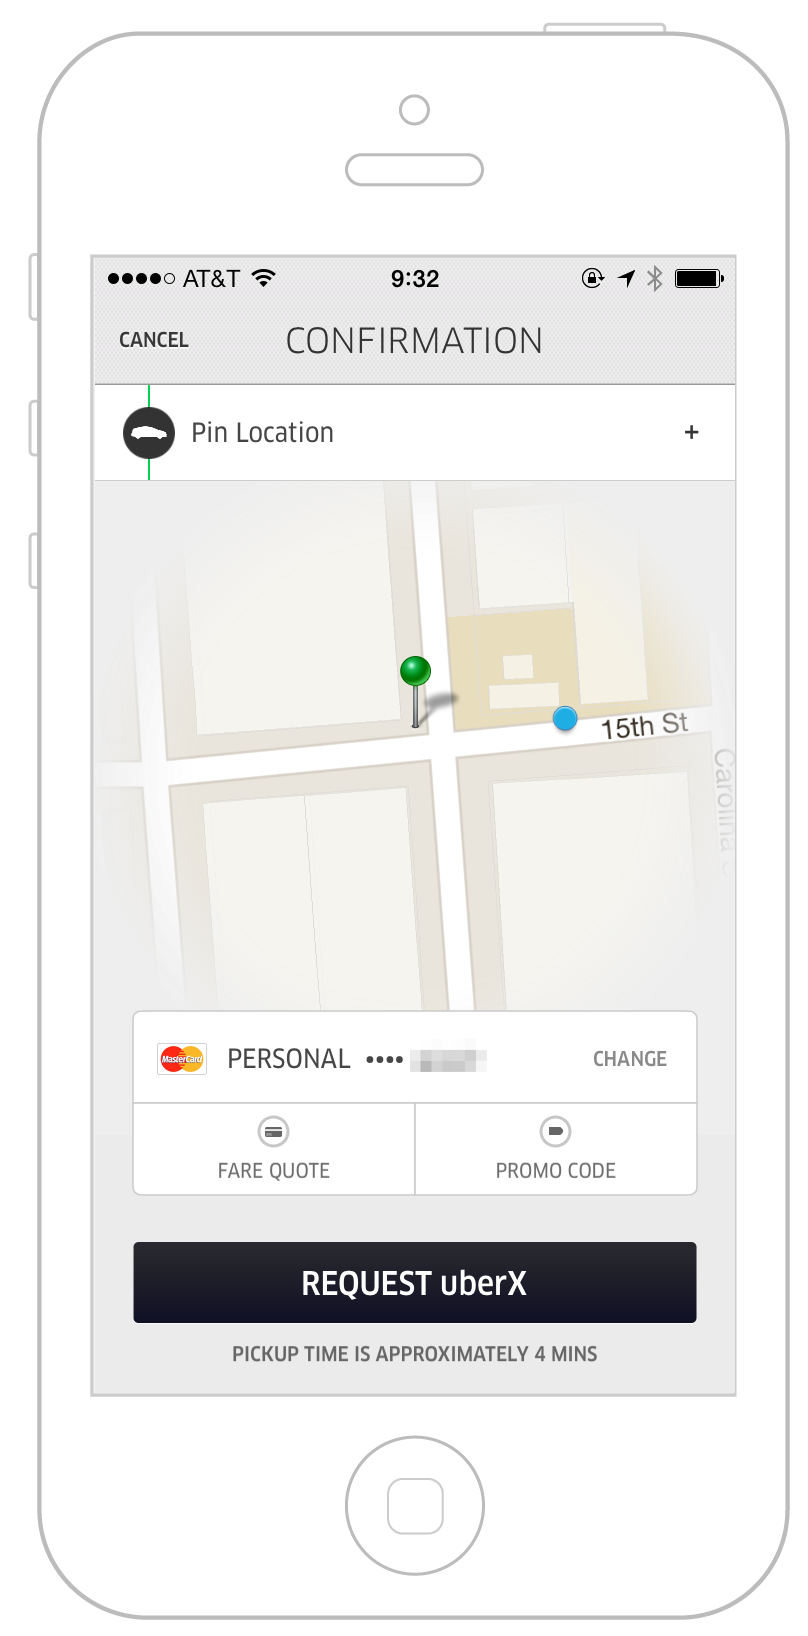 AT&T 9:32
CANCEL CONFIRMATION
Pin Location +
15th St
Carolina
MasterCard PERSONAL •••• CHANGE
FARE QUOTE PROMO CODE
REQUEST uberX
PICKUP TIME IS APPROXIMATELY 4 MINS